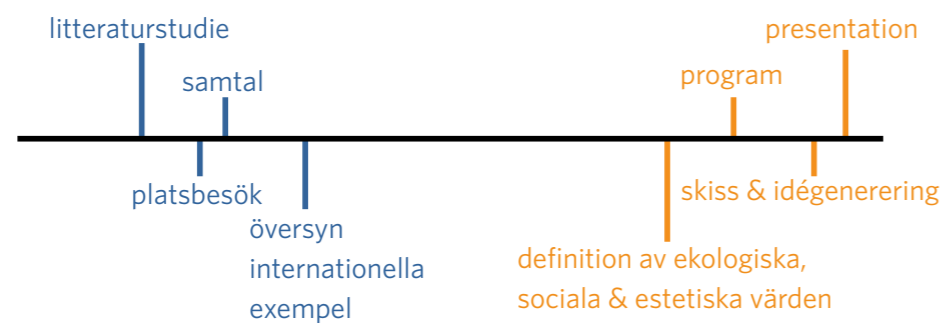 litteraturstudie
samtal
platsbesök
översyn
internationella
exempel
presentation
program
skiss & idégenerering
definition av ekologiska,
sociala & estetiska värden